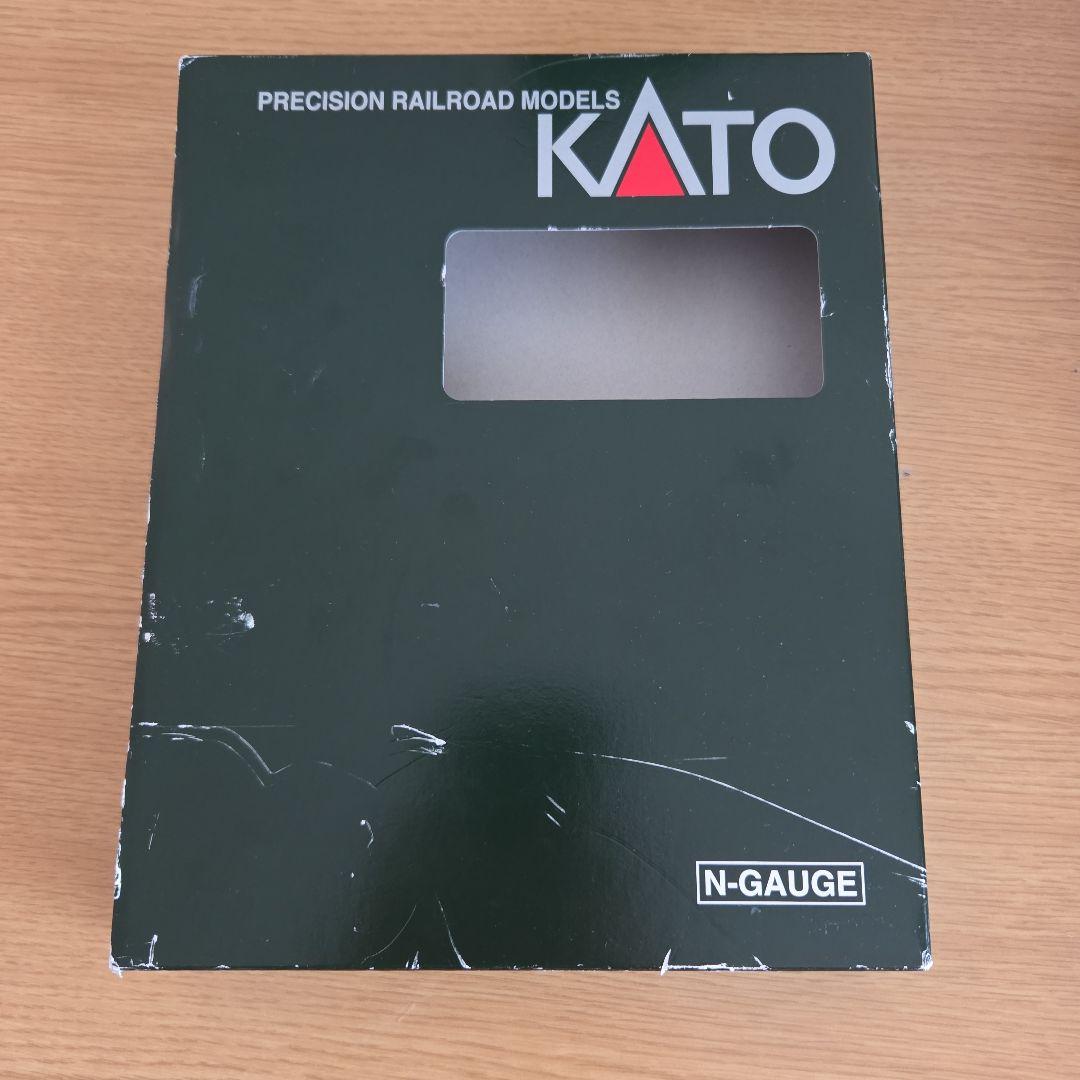 PRECISION RAILROAD MODELS
KATO
N-GAUGE